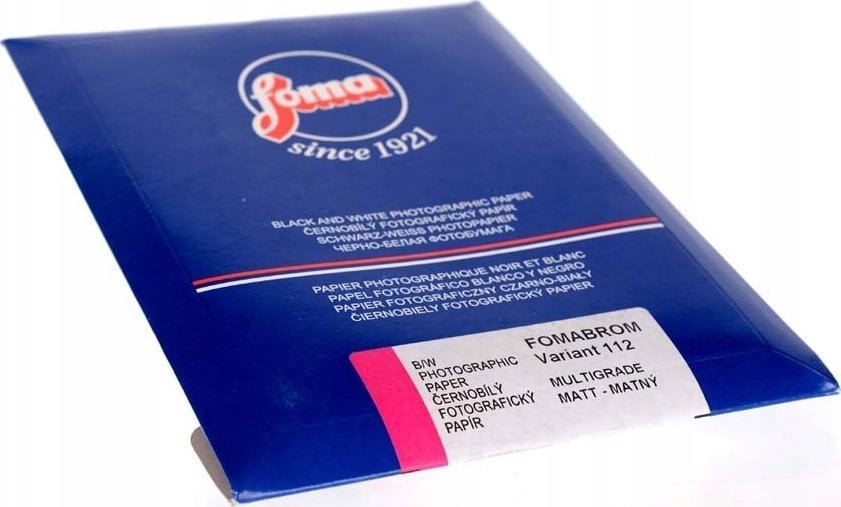 foma
since 1921
BLACK AND WHITE PHOTOGRAPHIC PAPER
ČERNOBÍLÝ FOTOGRAFICKÝ PAPÍR
SCHWARZ-WEISS PHOTOPAPIER
ЧЕРНО-БЕЛАЯ ФОТОБУМАГА
PAPIER PHOTOGRAPHIQUE NOIR ET BLANC
PAPEL FOTOGRÁFICO BLANCO Y NEGRO
PAPIER FOTOGRAFICZNY CZARNO-BIAŁY
ČIERNOBIELY FOTOGRAFICKÝ PAPIER
B/W
PHOTOGRAPHIC
PAPER
ČERNOBÍLÝ
FOTOGRAFICKÝ
PAPÍR
FOMABROM
Variant 112
MULTIGRADE
MATT - MATNÝ